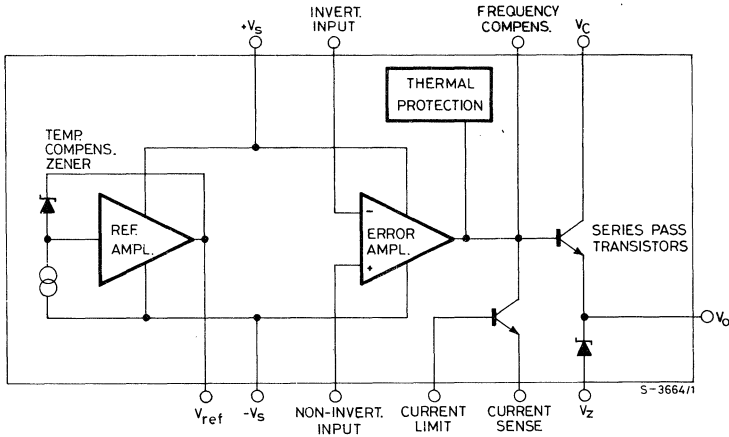 INVERT.
INPUT
FREQUENCY
COMPENS.
+Vs
Vc
THERMAL
PROTECTION
TEMP.
COMPENS.
ZENER
REF.
AMPL.
-
ERROR
AMPL.
+
SERIES PASS
TRANSISTORS
Vo
S-3664/1
Vref
-Vs
NON-INVERT.
INPUT
CURRENT
LIMIT
CURRENT
SENSE
Vz